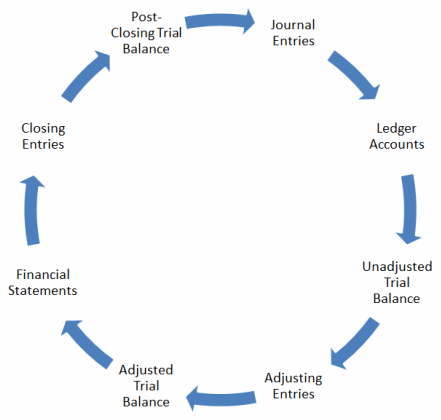 Post-
Closing Trial
Balance
Journal
Entries
Ledger
Accounts
Unadjusted
Trial
Balance
Adjusting
Entries
Adjusted
Trial
Balance
Financial
Statements
Closing
Entries